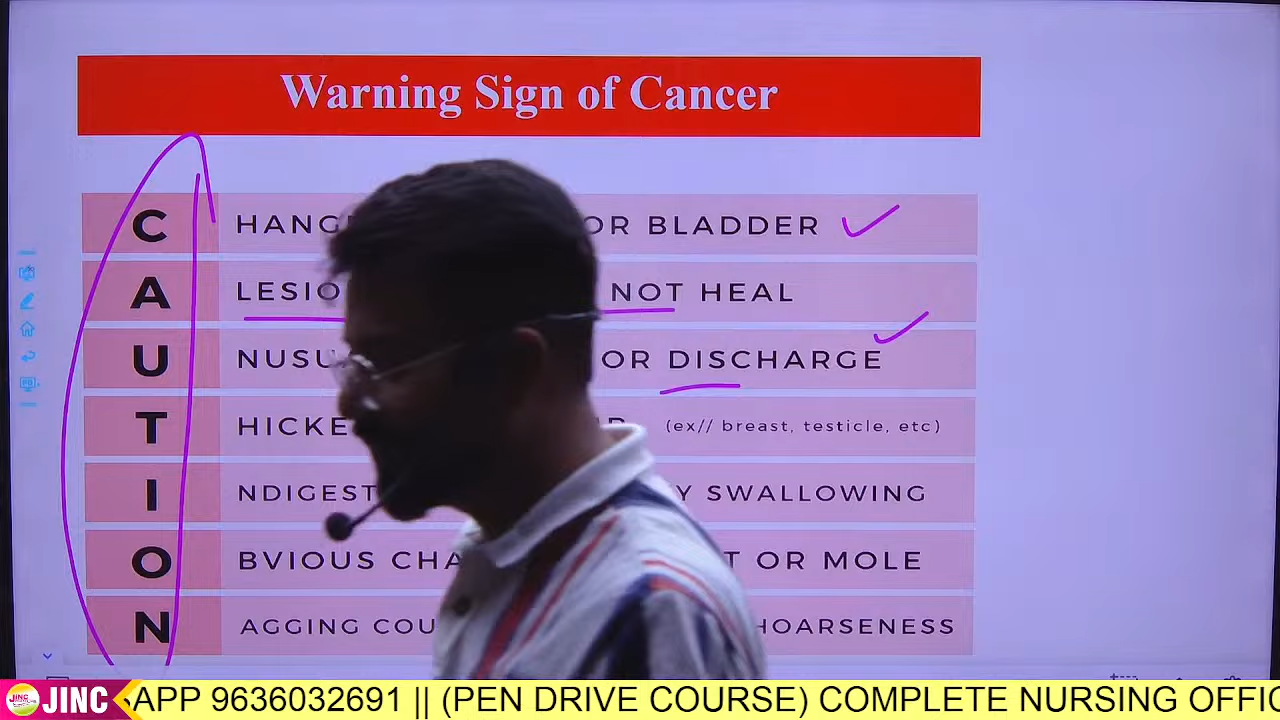 Warning Sign of Cancer
C HANG OR BLADDER
A LESIO NOT HEAL
U NUSU OR DISCHARGE
T HICKE (ex// breast, testicle, etc)
I NDIGEST Y SWALLOWING
O BVIOUS CHA T OR MOLE
N AGGING COU HOARSENESS
JINC
JINC APP 9636032691 || (PEN DRIVE COURSE) COMPLETE NURSING OFFIC